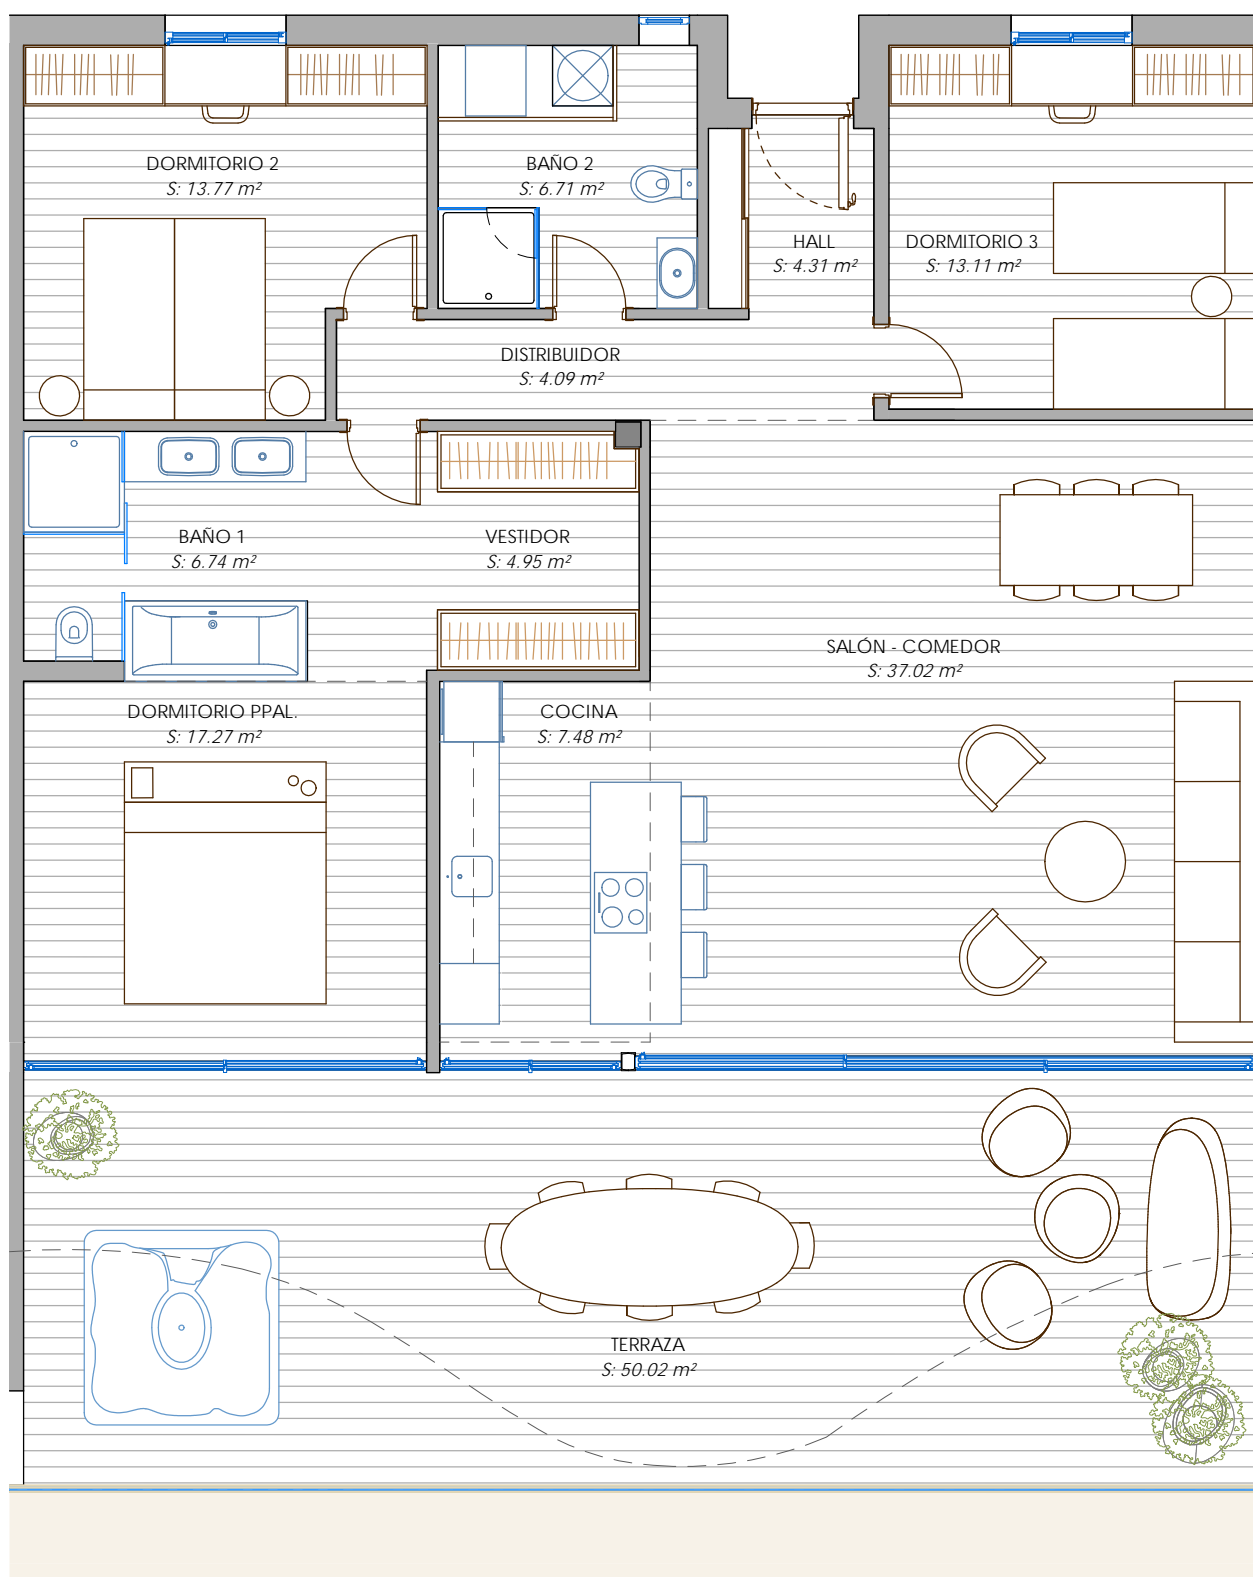 DORMITORIO 2
S: 13.77 m²
BAÑO 2
S: 6.71 m²
HALL
S: 4.31 m²
DORMITORIO 3
S: 13.11 m²
DISTRIBUIDOR
S: 4.09 m²
BAÑO 1
S: 6.74 m²
VESTIDOR
S: 4.95 m²
SALÓN - COMEDOR
S: 37.02 m²
DORMITORIO PPAL.
S: 17.27 m²
COCINA
S: 7.48 m²
TERRAZA
S: 50.02 m²